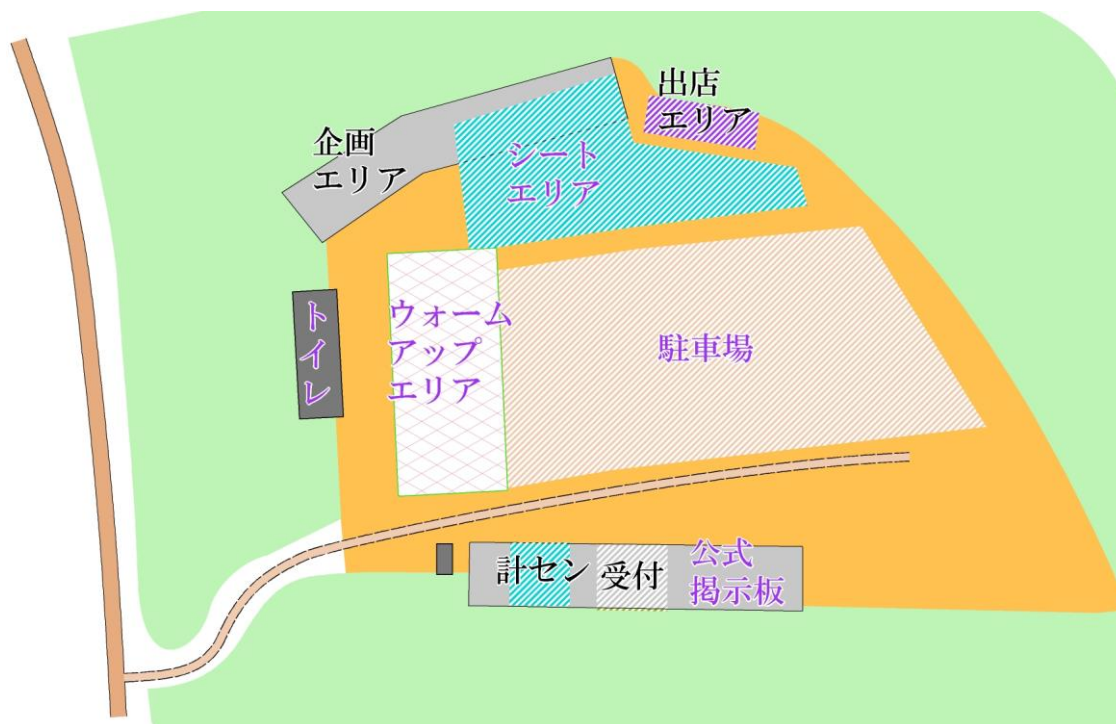 出店
エリア
企画
エリア
シート
エリア
トイレ
ウォーム
アップ
エリア
駐車場
計セン
受付
公式
掲示板